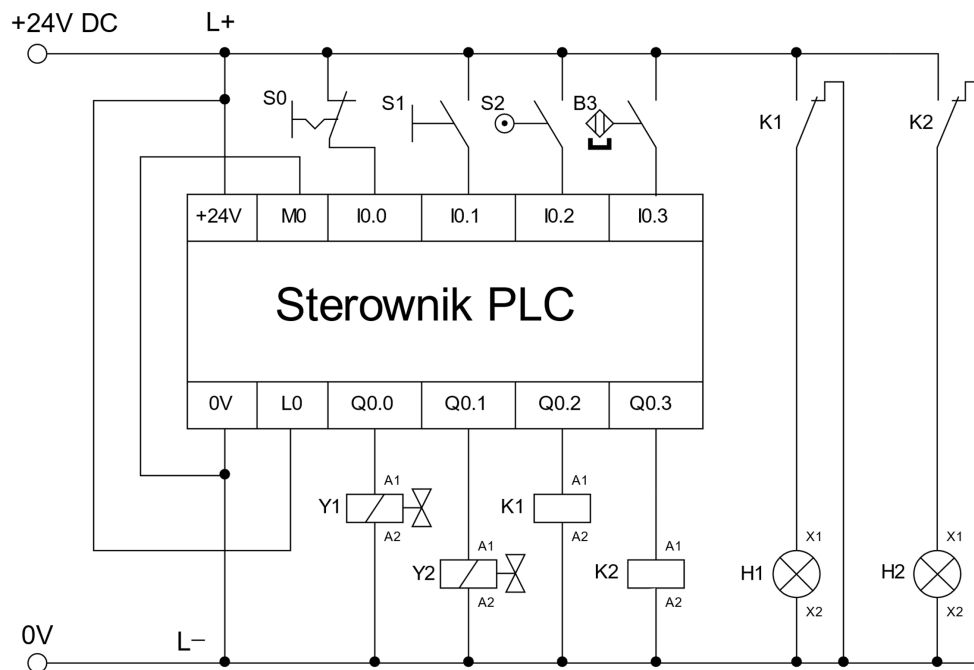 +24V DC L+
S0 S1 S2 B3 K1 K2
+24V M0 I0.0 I0.1 I0.2 I0.3
Sterownik PLC
0V L0 Q0.0 Q0.1 Q0.2 Q0.3
A1 A1
Y1 K1
A2 A2
A1 A1 X1 X1
Y2 K2 H1 H2
A2 A2 X2 X2
0V L–